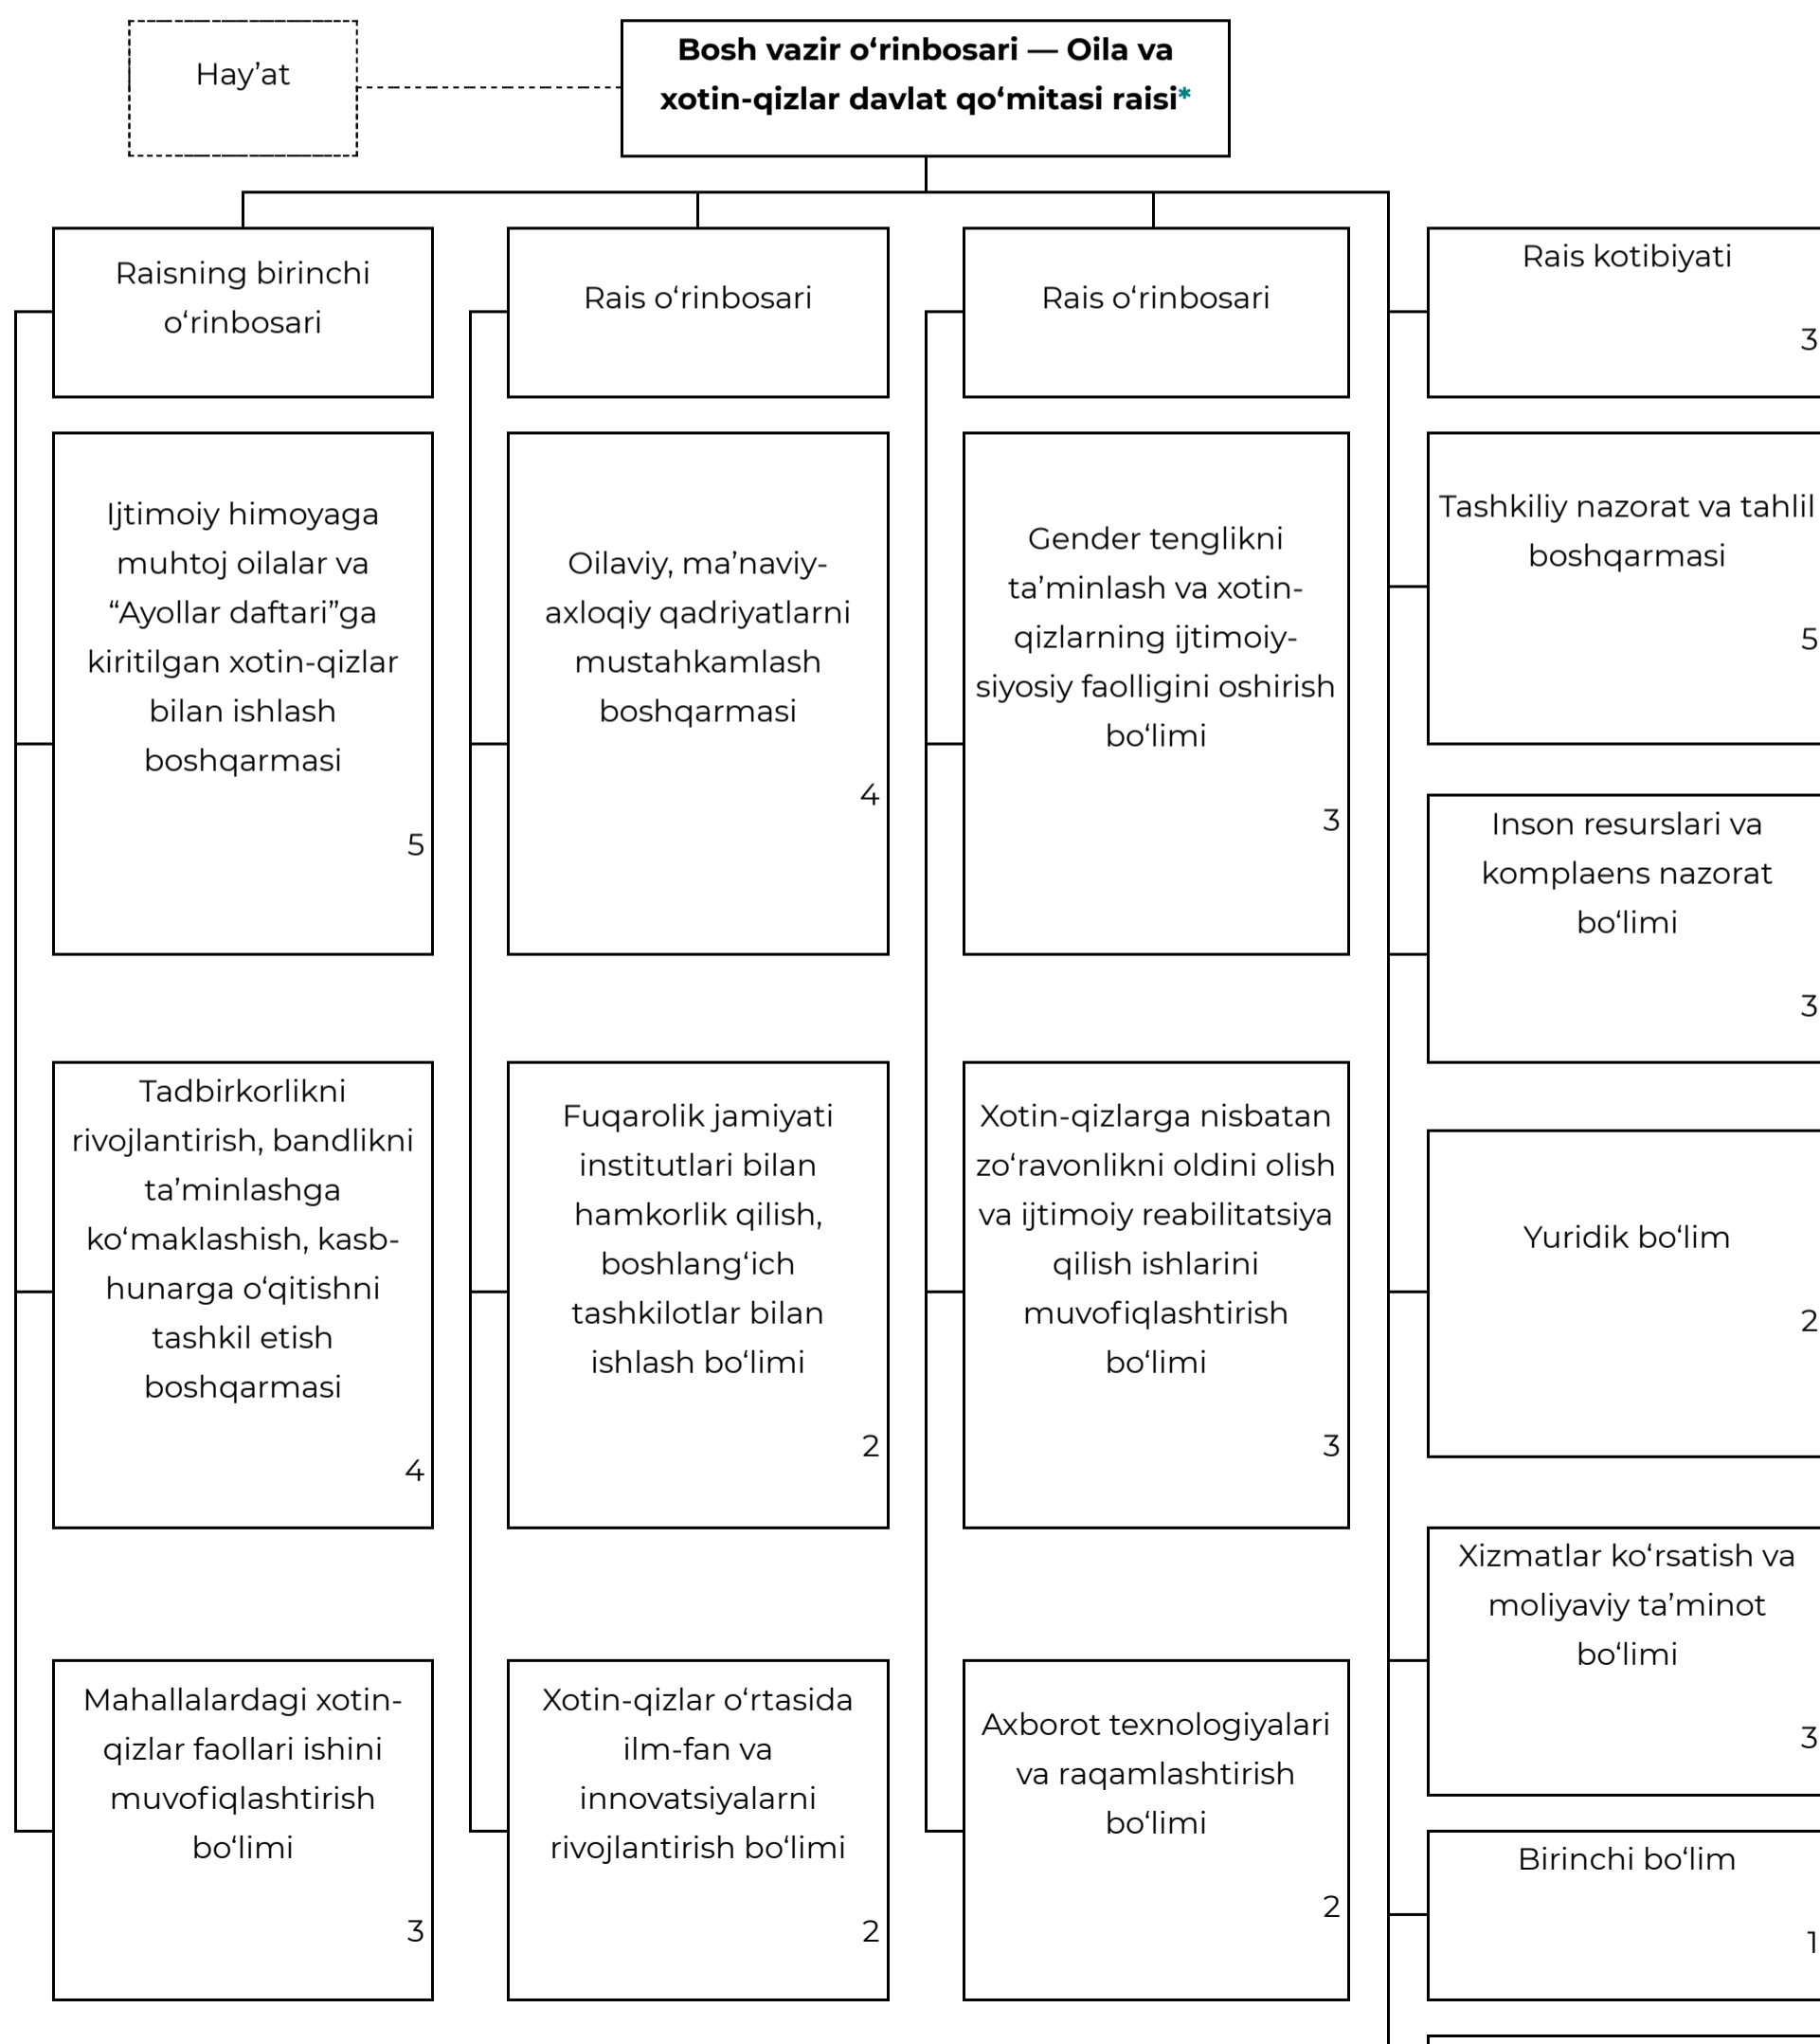 Hay’at
Bosh vazir o‘rinbosari — Oila va
xotin-qizlar davlat qo‘mitasi raisi*
Raisning birinchi
o‘rinbosari
Rais o‘rinbosari
Rais o‘rinbosari
Rais kotibiyati
3
Ijtimoiy himoyaga
muhtoj oilalar va
“Ayollar daftari”ga
kiritilgan xotin-qizlar
bilan ishlash
boshqarmasi
5
Oilaviy, ma’naviy-
axloqiy qadriyatlarni
mustahkamlash
boshqarmasi
4
Gender tenglikni
ta’minlash va xotin-
qizlarning ijtimoiy-
siyosiy faolligini oshirish
bo‘limi
3
Tashkiliy nazorat va tahlil
boshqarmasi
5
Inson resurslari va
komplaens nazorat
bo‘limi
3
Tadbirkorlikni
rivojlantirish, bandlikni
ta’minlashga
ko‘maklashish, kasb-
hunarga o‘qitishni
tashkil etish
boshqarmasi
4
Fuqarolik jamiyati
institutlari bilan
hamkorlik qilish,
boshlang‘ich
tashkilotlar bilan
ishlash bo‘limi
2
Xotin-qizlarga nisbatan
zo‘ravonlikni oldini olish
va ijtimoiy reabilitatsiya
qilish ishlarini
muvofiqlashtirish
bo‘limi
3
Yuridik bo‘lim
2
Xizmatlar ko‘rsatish va
moliyaviy ta’minot
bo‘limi
3
Mahallalardagi xotin-
qizlar faollari ishini
muvofiqlashtirish
bo‘limi
3
Xotin-qizlar o‘rtasida
ilm-fan va
innovatsiyalarni
rivojlantirish bo‘limi
2
Axborot texnologiyalari
va raqamlashtirish
bo‘limi
2
Birinchi bo‘lim
1